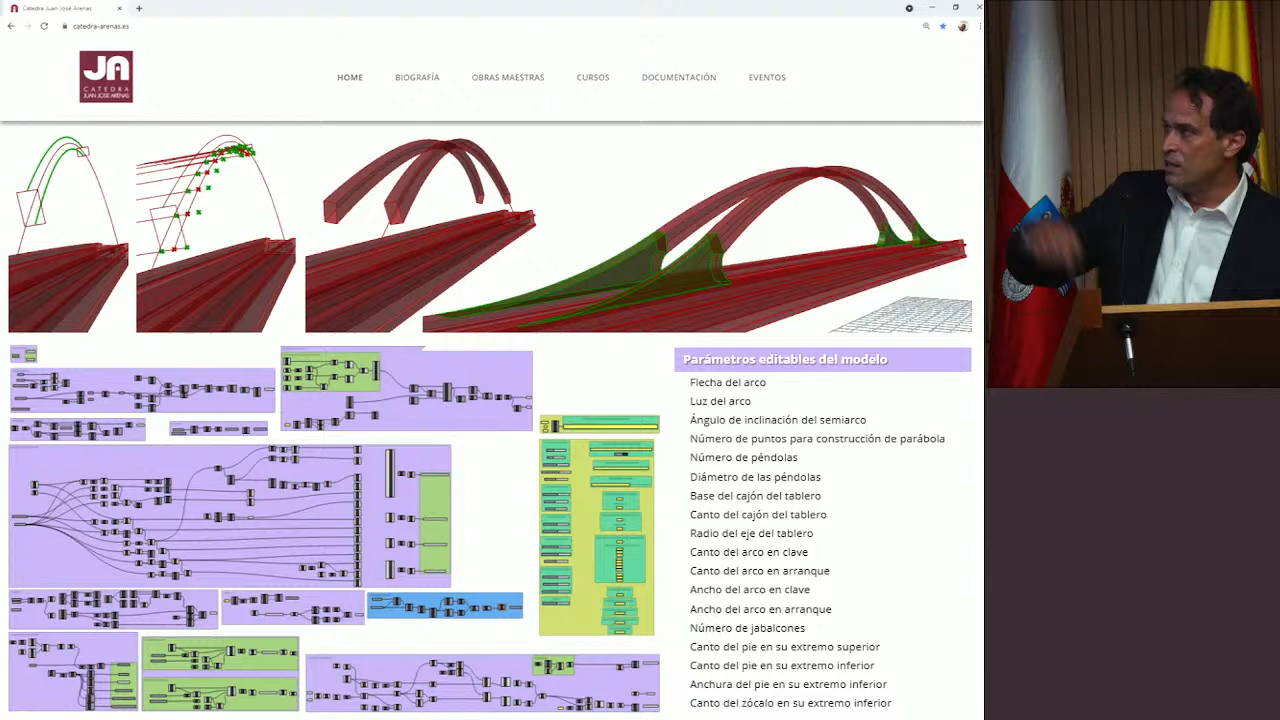 Cátedra Juan José Arenas
catedra-arenas.es
JA
CATEDRA
JUAN JOSE ARENAS
HOME
BIOGRAFÍA
OBRAS MAESTRAS
CURSOS
DOCUMENTACIÓN
EVENTOS
Parámetros editables del modelo
Flecha del arco
Luz del arco
Ángulo de inclinación del semiarco
Número de puntos para construcción de parábola
Número de péndolas
Diámetro de las péndolas
Base del cajón del tablero
Canto del cajón del tablero
Radio del eje del tablero
Canto del arco en clave
Canto del arco en arranque
Ancho del arco en clave
Ancho del arco en arranque
Número de jabalcones
Canto del pie en su extremo superior
Canto del pie en su extremo inferior
Anchura del pie en su extremo inferior
Canto del zócalo en su extremo inferior